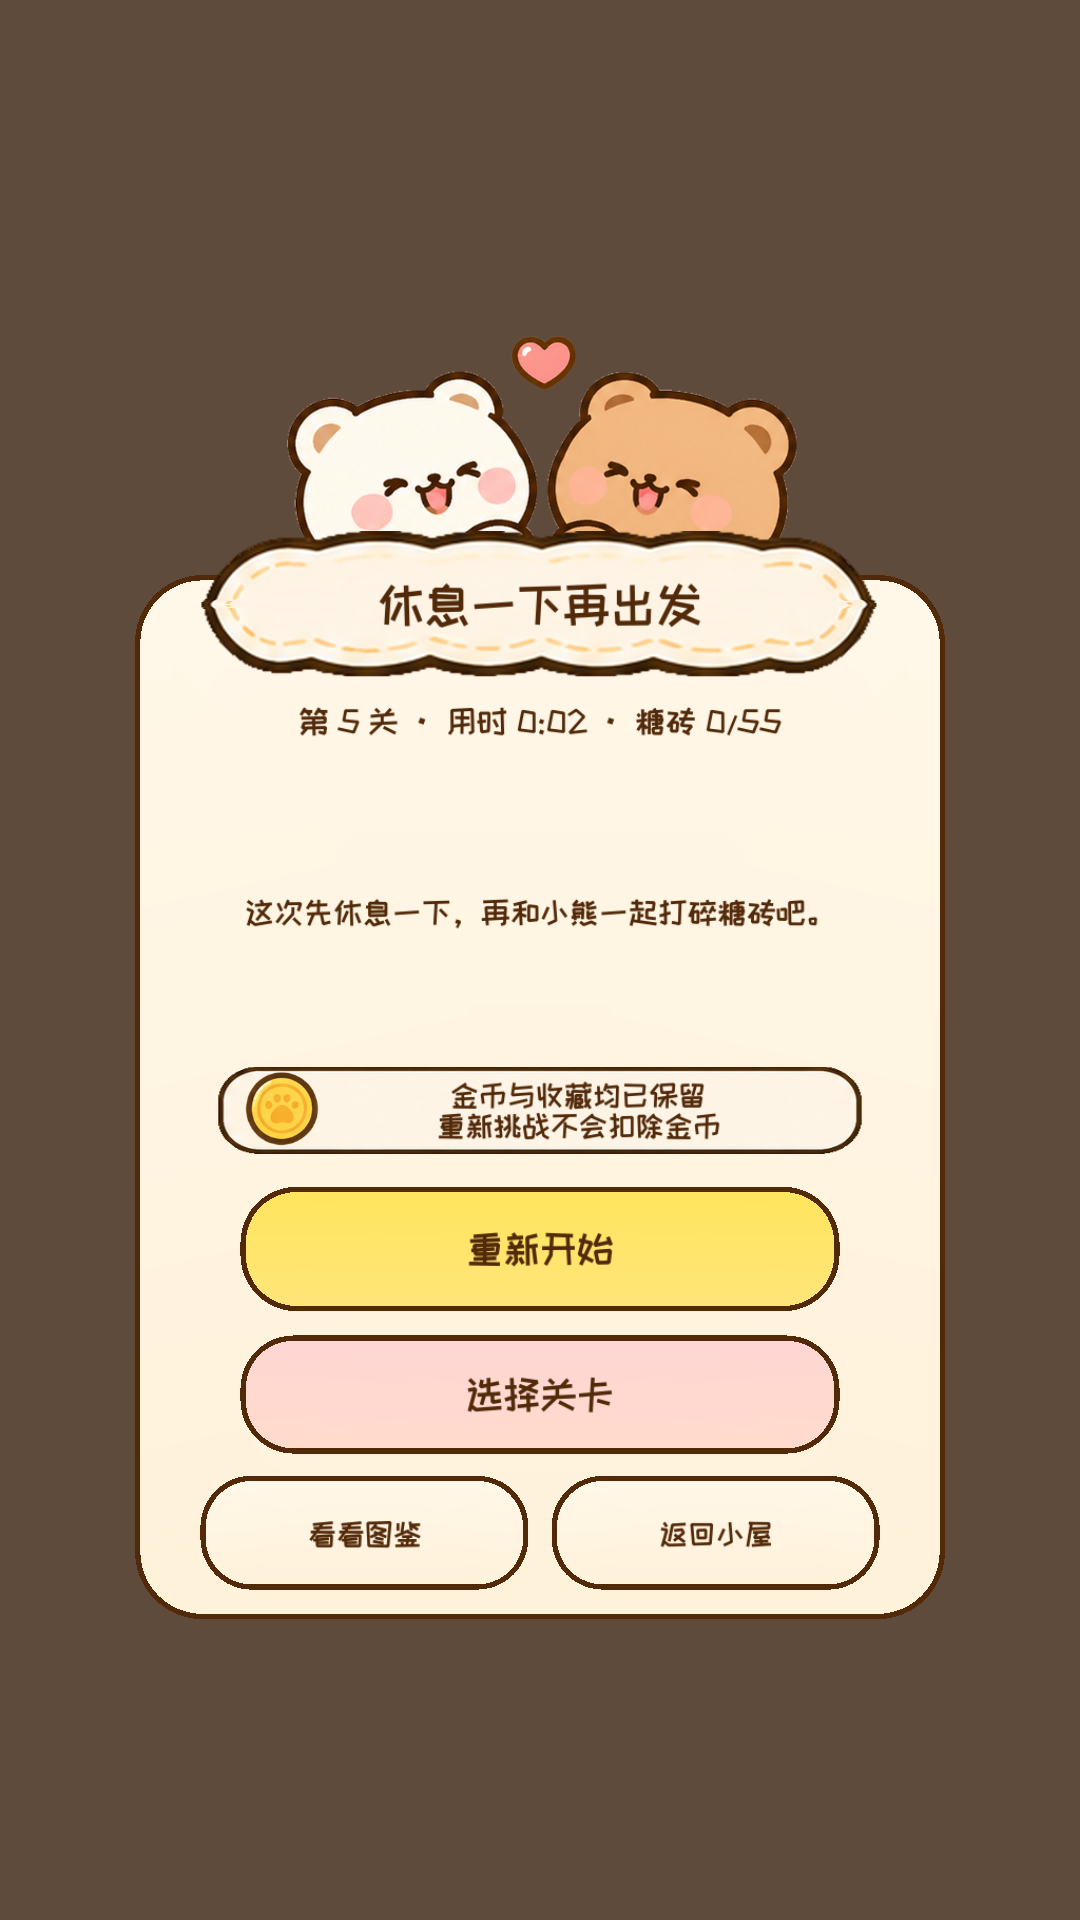 休息一下再出发
第 5 关 · 用时 0:02 · 糖砖 0/55
这次先休息一下，再和小熊一起打碎糖砖吧。
金币与收藏均已保留
重新挑战不会扣除金币
重新开始
选择关卡
看看图鉴
返回小屋